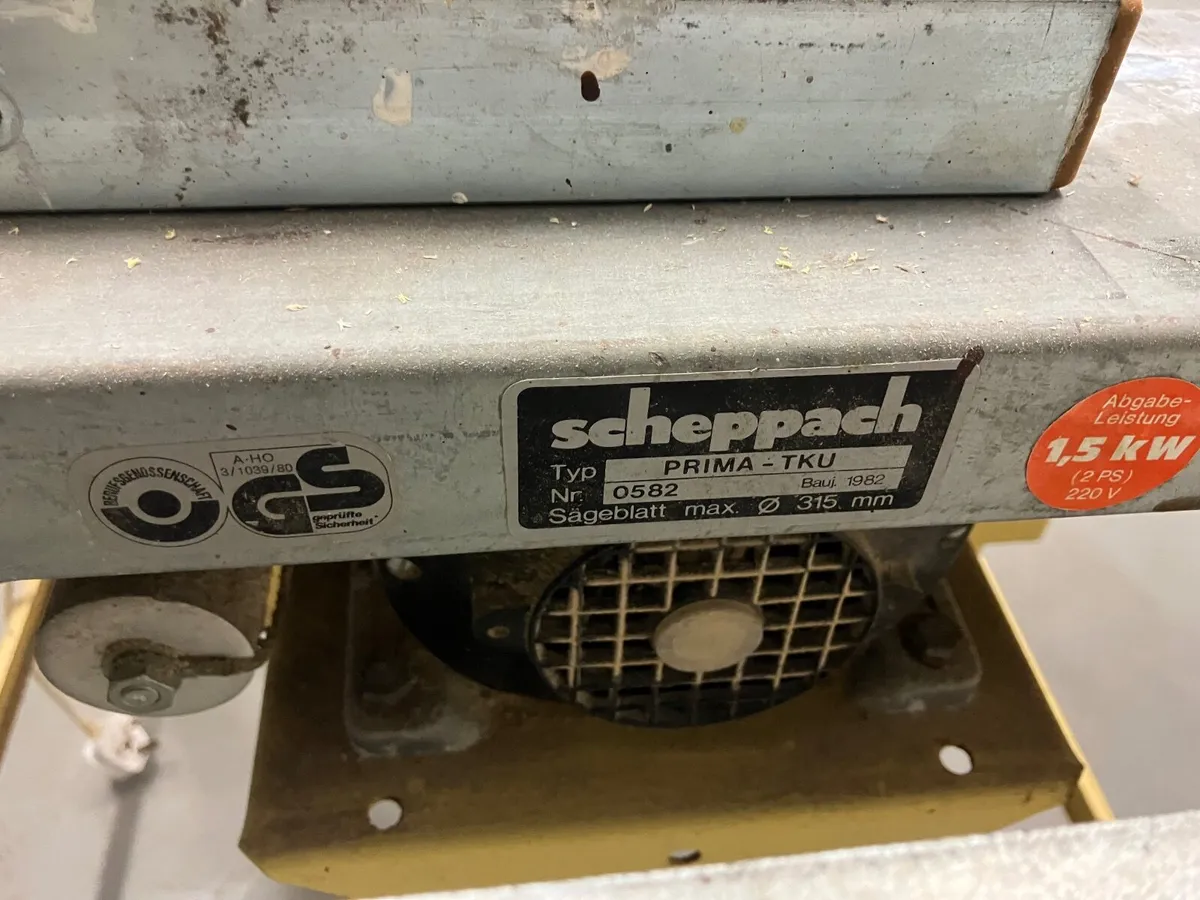 BERUFSGENOSSENSCHAFT
A-HO
3/1039/80
GS
geprüfte
Sicherheit
scheppach
Typ PRIMA-TKU
Nr. 0582 Bauj. 1982
Sägeblatt max. Ø 315 mm
Abgabe-
Leistung
1,5 kW
(2 PS)
220 V